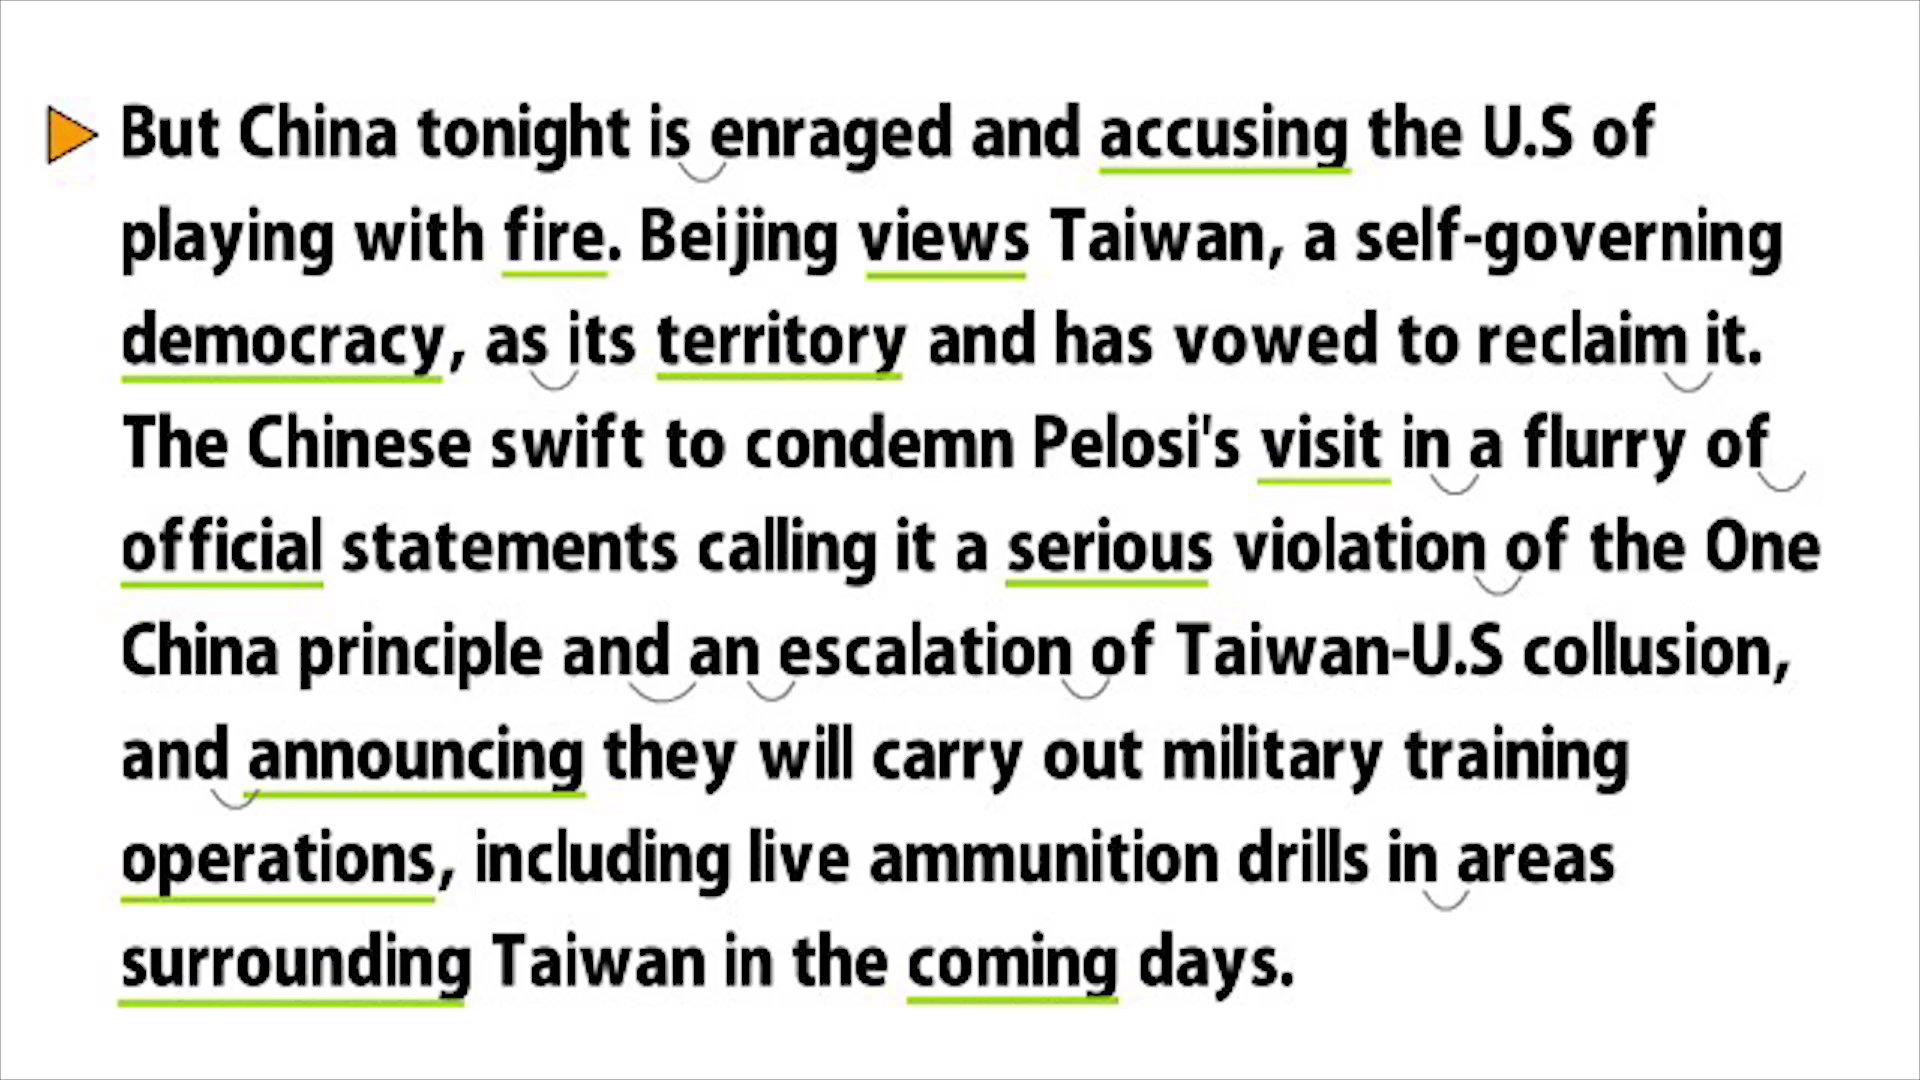 But China tonight is enraged and accusing the U.S of
playing with fire. Beijing views Taiwan, a self-governing
democracy, as its territory and has vowed to reclaim it.
The Chinese swift to condemn Pelosi's visit in a flurry of
official statements calling it a serious violation of the One
China principle and an escalation of Taiwan-U.S collusion,
and announcing they will carry out military training
operations, including live ammunition drills in areas
surrounding Taiwan in the coming days.